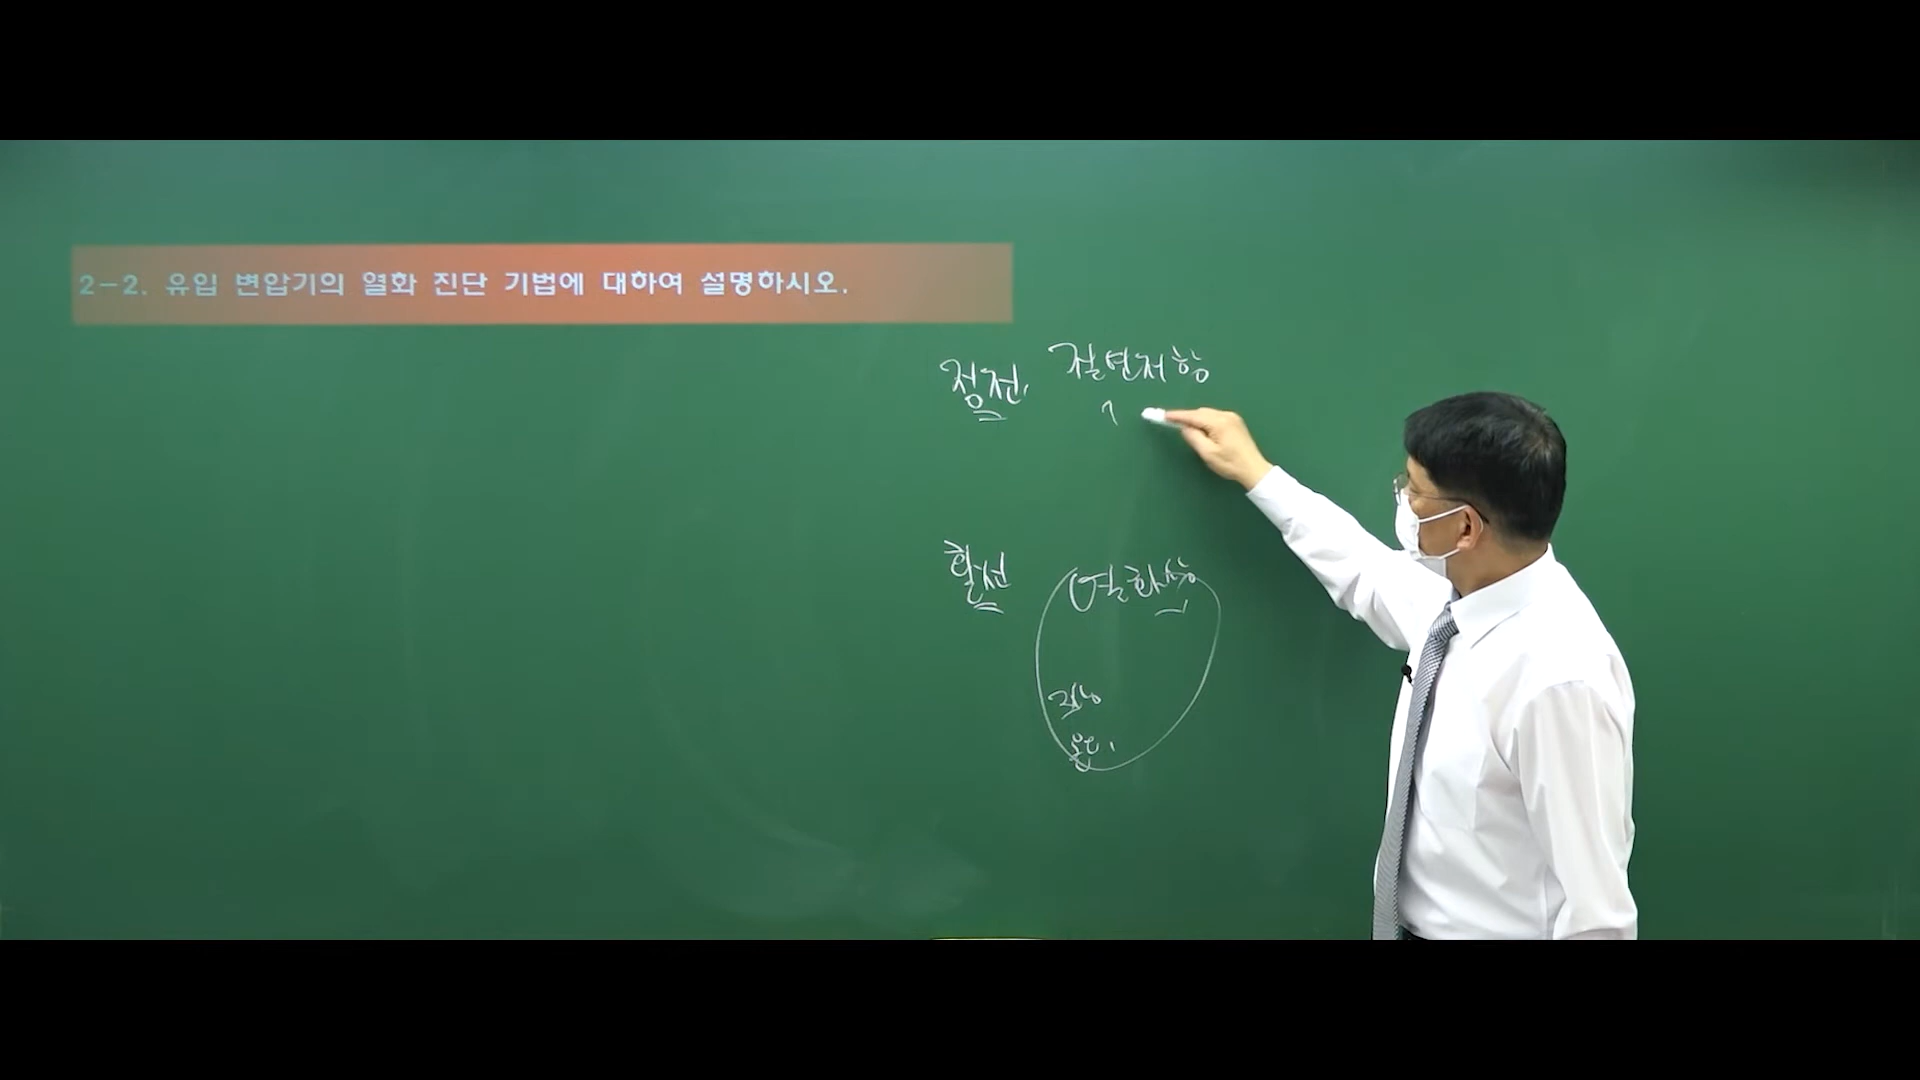 2-2. 유입 변압기의 열화 진단 기법에 대하여 설명하시오.
정전, 절연저항
활선 열화상